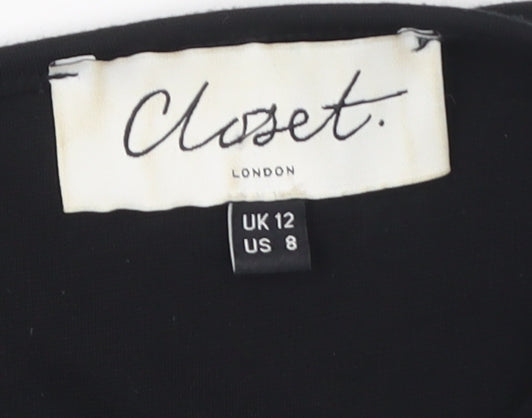 Closet.
LONDON
UK 12
US 8